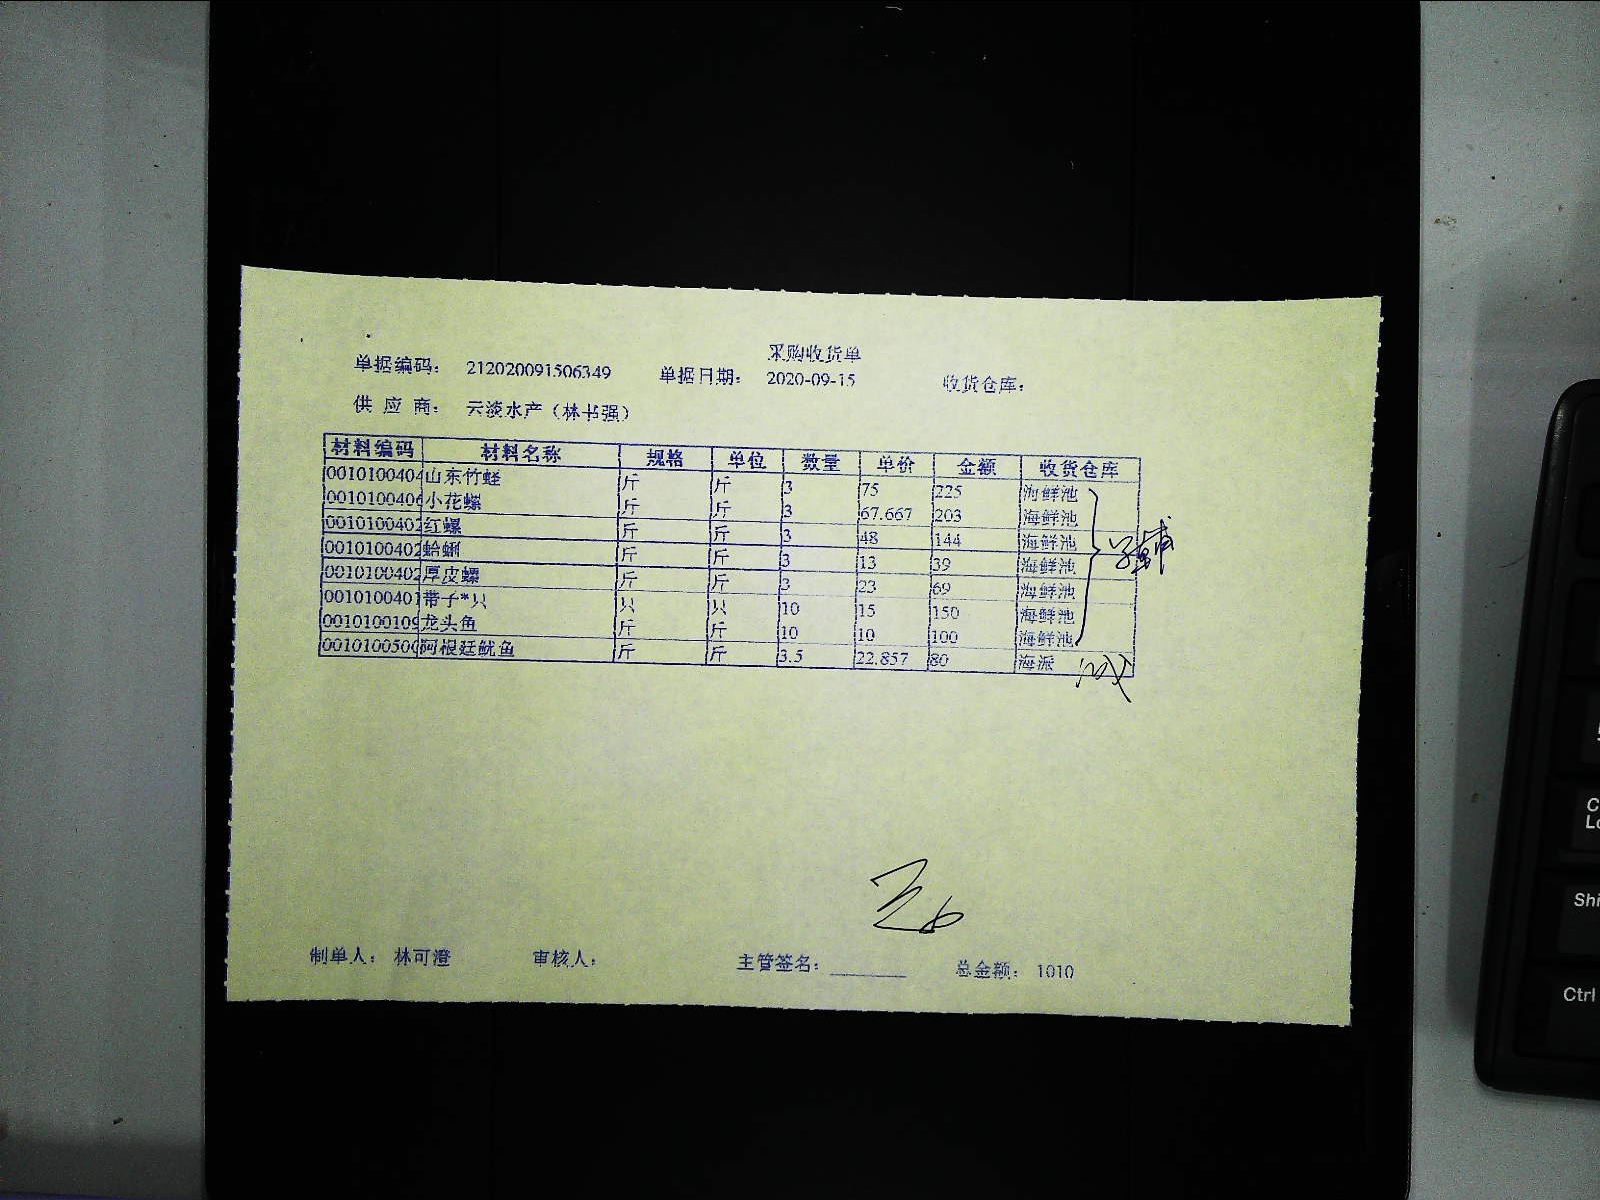 采购收货单
单据编码： 212020091506349 单据日期： 2020-09-15 收货仓库：
供 应 商： 云淡水产（林书强）
材料编码 材料名称 规格 单位 数量 单价 金额 收货仓库
0010100404 山东竹蛏 斤 斤 3 75 225 海鲜池
0010100406 小花螺 斤 斤 3 67.667 203 海鲜池
0010100402 红螺 斤 斤 3 48 144 海鲜池
0010100402 蛤蜊 斤 斤 3 13 39 海鲜池
0010100402 厚皮螺 斤 斤 3 23 69 海鲜池
0010100401 带子*只 只 只 10 15 150 海鲜池
0010100109 龙头鱼 斤 斤 10 10 100 海鲜池
0010100500 阿根廷鱿鱼 斤 斤 3.5 22.857 80 海派
制单人： 林可澄 审核人： 主管签名： 总金额： 1010
Shi
Ctrl